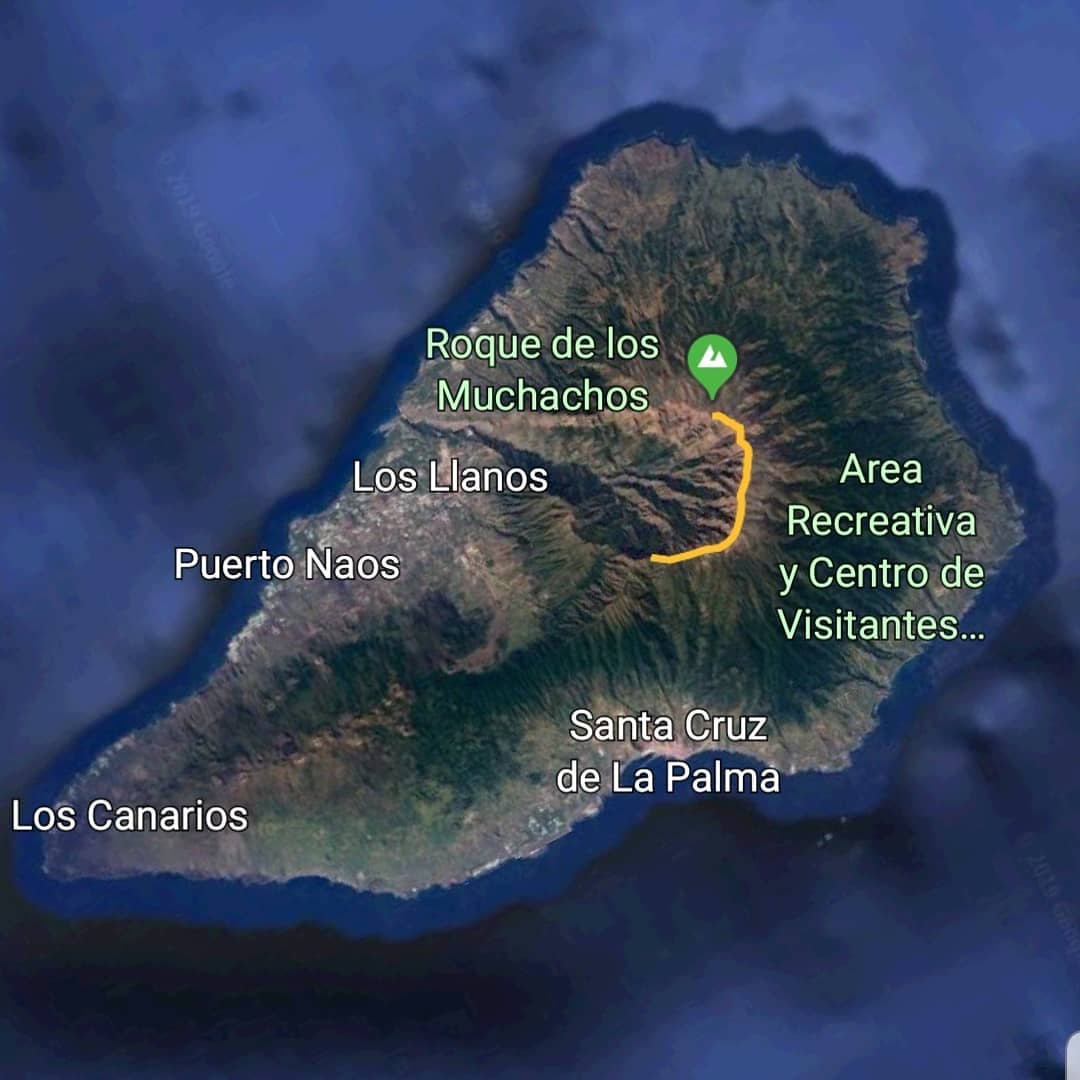 Roque de los
Muchachos
Los Llanos
Area
Recreativa
y Centro de
Visitantes...
Puerto Naos
Santa Cruz
de La Palma
Los Canarios